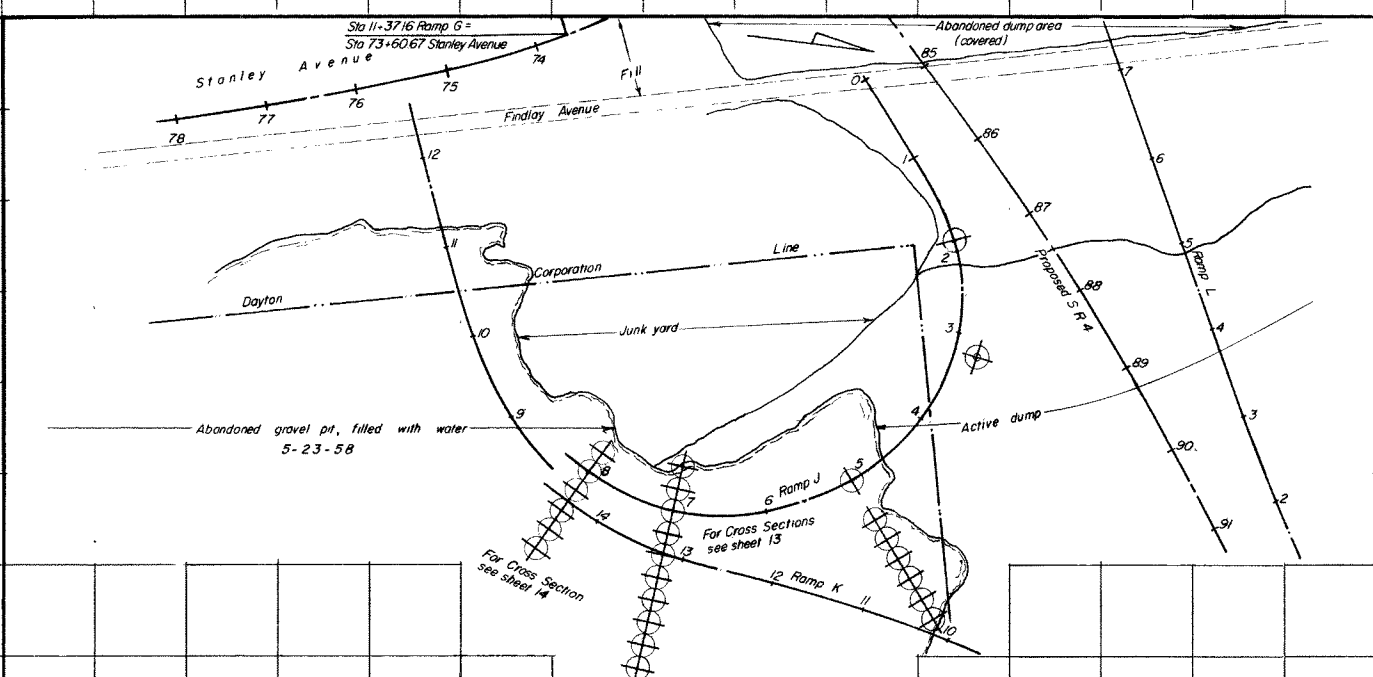 Sta 11+37.16 Ramp G =
Sta 73+60.67 Stanley Avenue
Stanley Avenue
74
75
76
77
78
Fill
Abandoned dump area
(covered)
Findlay Avenue
0
85
7
12
1
86
6
87
11
2
5
Dayton Corporation Line
Proposed S R 4
Ramp L
88
10
Junk yard
3
4
89
9
4
Active dump
3
Abandoned gravel pit, filled with water
5-23-58
90
8
5
Ramp J
7
6
2
14
For Cross Sections
see sheet 13
91
13
For Cross Section
see sheet 14
12 Ramp K
11
10